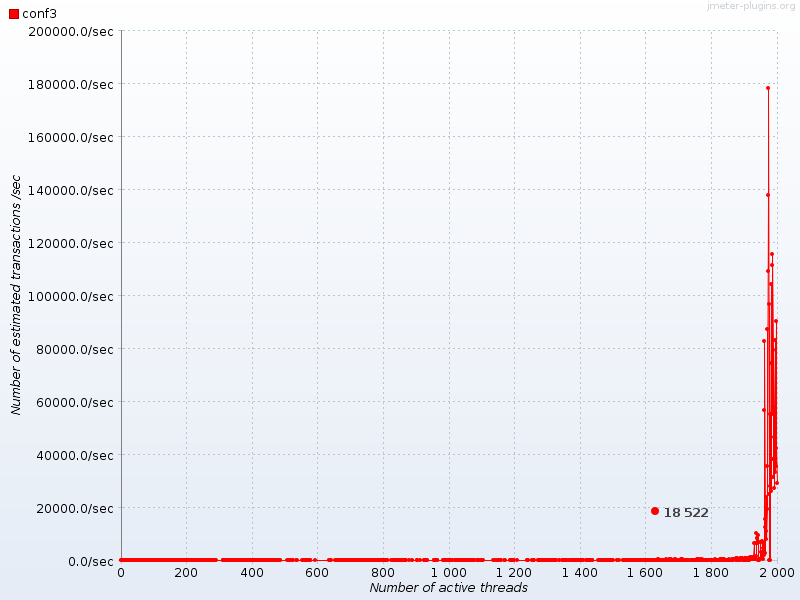 jmeter-plugins.org
conf3
200000.0/sec
180000.0/sec
160000.0/sec
140000.0/sec
120000.0/sec
100000.0/sec
80000.0/sec
60000.0/sec
40000.0/sec
20000.0/sec
0.0/sec
Number of estimated transactions /sec
18 522
0 200 400 600 800 1 000 1 200 1 400 1 600 1 800 2 000
Number of active threads